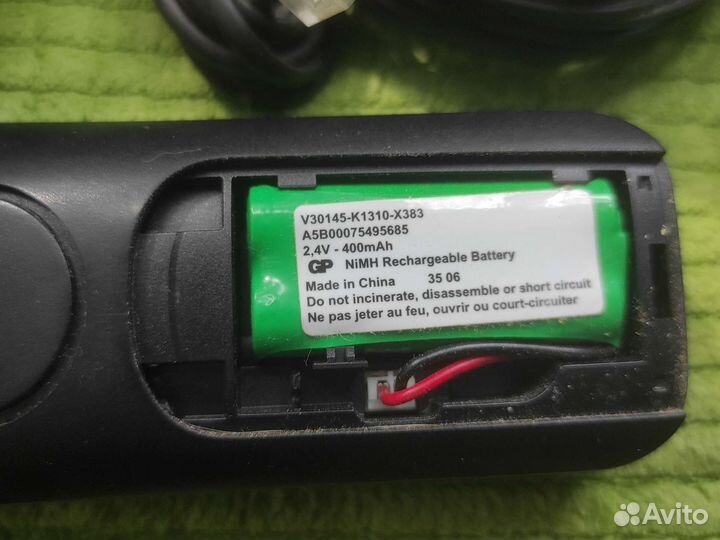 V30145-K1310-X383
A5B00075495685
2,4V - 400mAh
GP NiMH Rechargeable Battery
Made in China 35 06
Do not incinerate, disassemble or short circuit
Ne pas jeter au feu, ouvrir ou court-circuiter
Avito